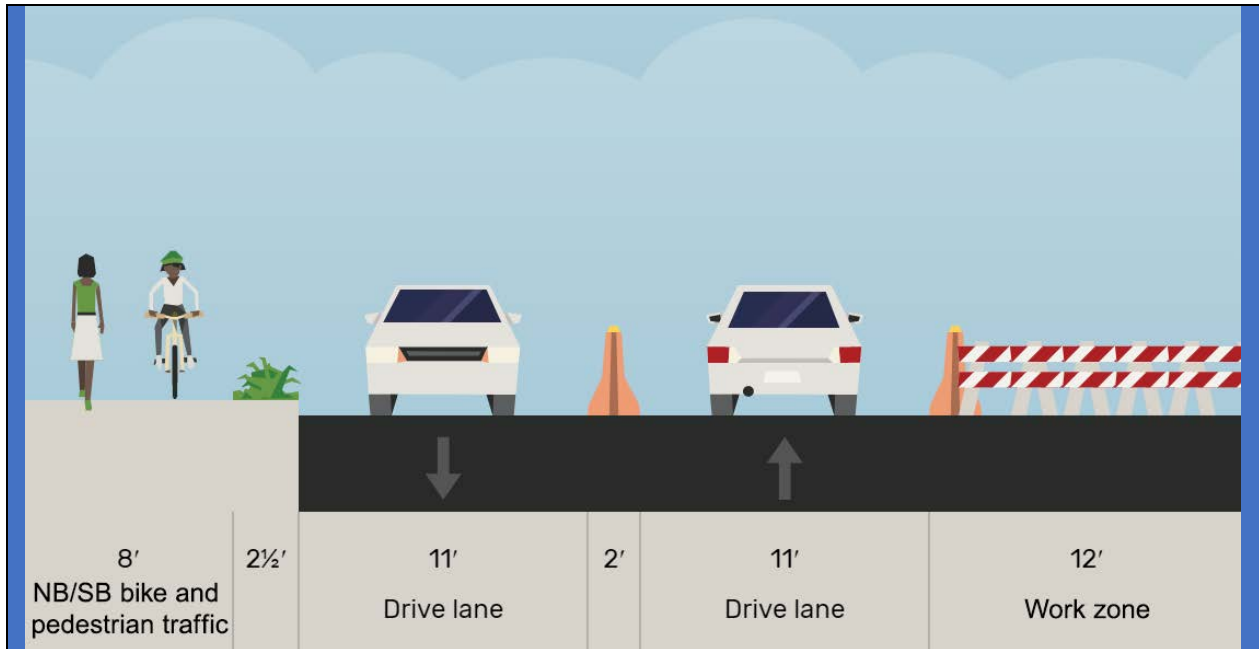 8′ 2½′ 11′ 2′ 11′ 12′
NB/SB bike and
pedestrian traffic
Drive lane Drive lane Work zone